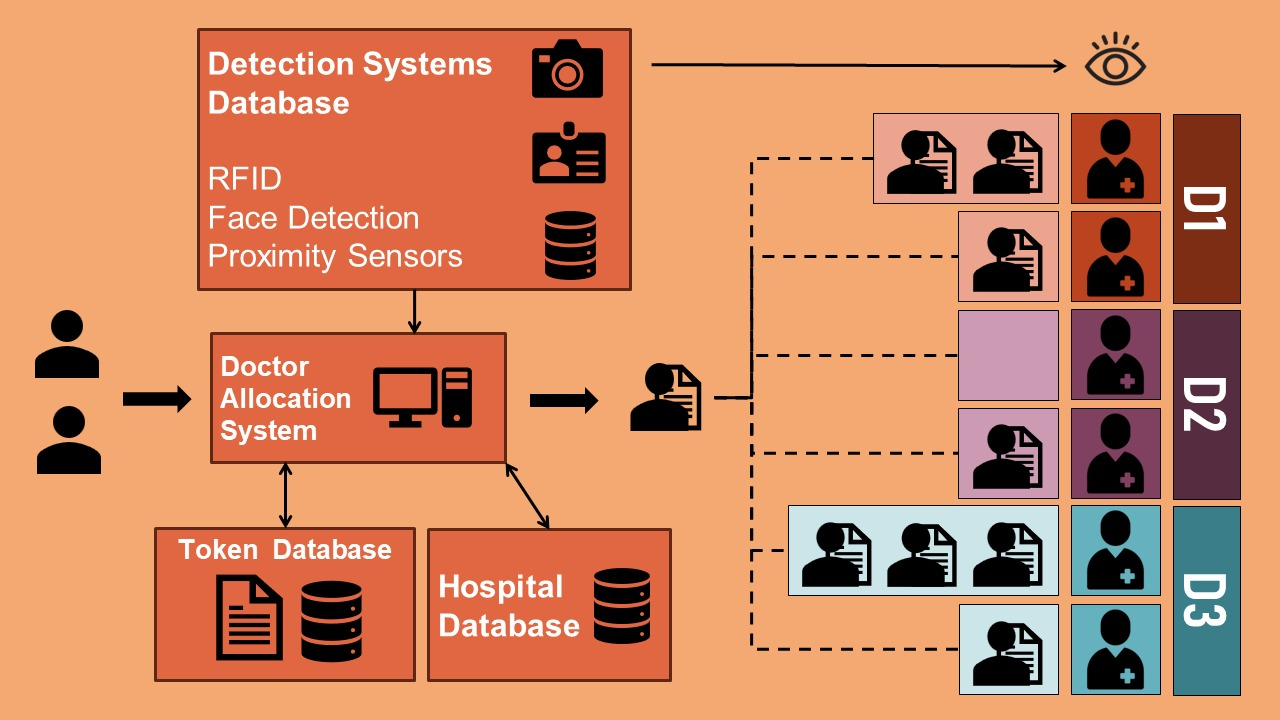 Detection Systems
Database
RFID
Face Detection
Proximity Sensors
Doctor
Allocation
System
Token Database
Hospital
Database
D1
D2
D3